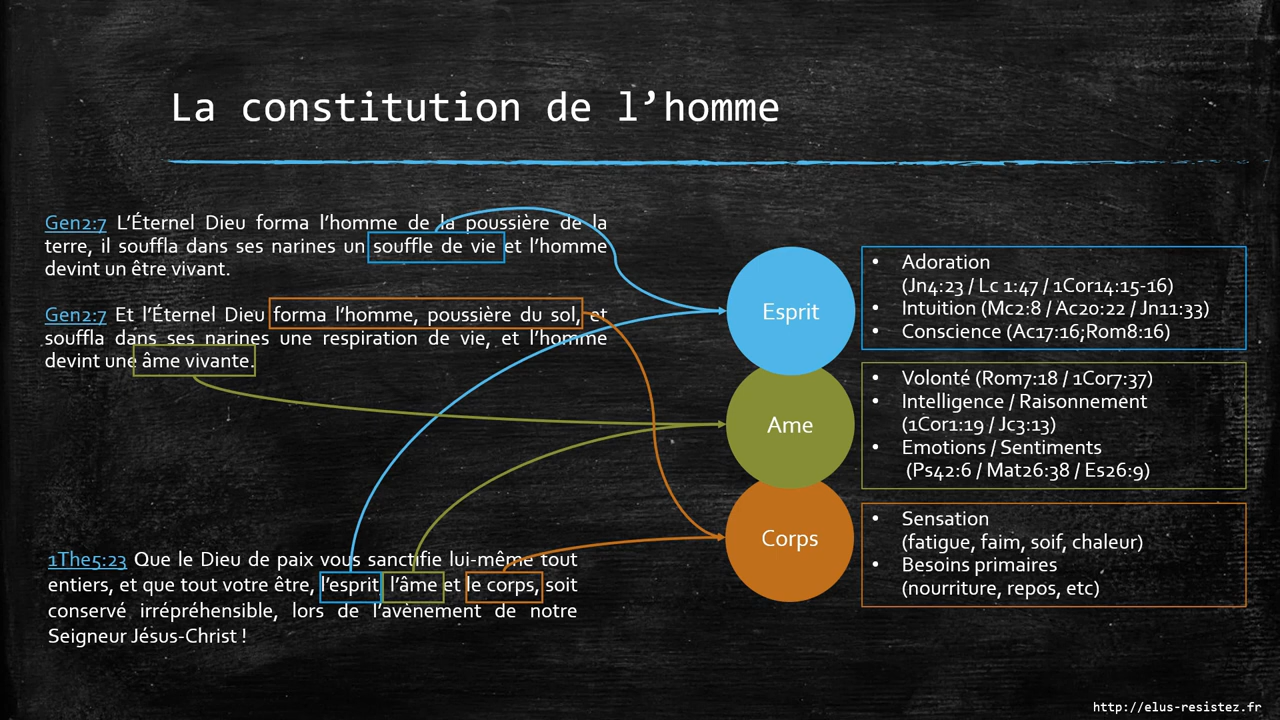 La constitution de l’homme
Gen2:7 L’Éternel Dieu forma l’homme de la poussière de la
terre, il souffla dans ses narines un souffle de vie et l’homme
devint un être vivant.
Gen2:7 Et l’Éternel Dieu forma l’homme, poussière du sol, et
souffla dans ses narines une respiration de vie, et l’homme
devint une âme vivante.
1The5:23 Que le Dieu de paix vous sanctifie lui-même tout
entiers, et que tout votre être, l’esprit, l’âme et le corps, soit
conservé irrépréhensible, lors de l’avènement de notre
Seigneur Jésus-Christ !
Esprit
• Adoration
(Jn4:23 / Lc 1:47 / 1Cor14:15-16)
• Intuition (Mc2:8 / Ac20:22 / Jn11:33)
• Conscience (Ac17:16;Rom8:16)
Ame
• Volonté (Rom7:18 / 1Cor7:37)
• Intelligence / Raisonnement
(1Cor1:19 / Jc3:13)
• Emotions / Sentiments
(Ps42:6 / Mat26:38 / Es26:9)
Corps
• Sensation
(fatigue, faim, soif, chaleur)
• Besoins primaires
(nourriture, repos, etc)
http://elus-resistez.fr